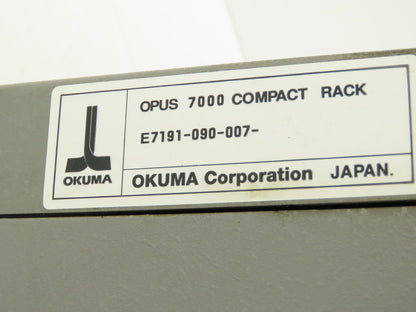 OPUS 7000 COMPACT RACK
E7191-090-007-
OKUMA
OKUMA Corporation JAPAN.